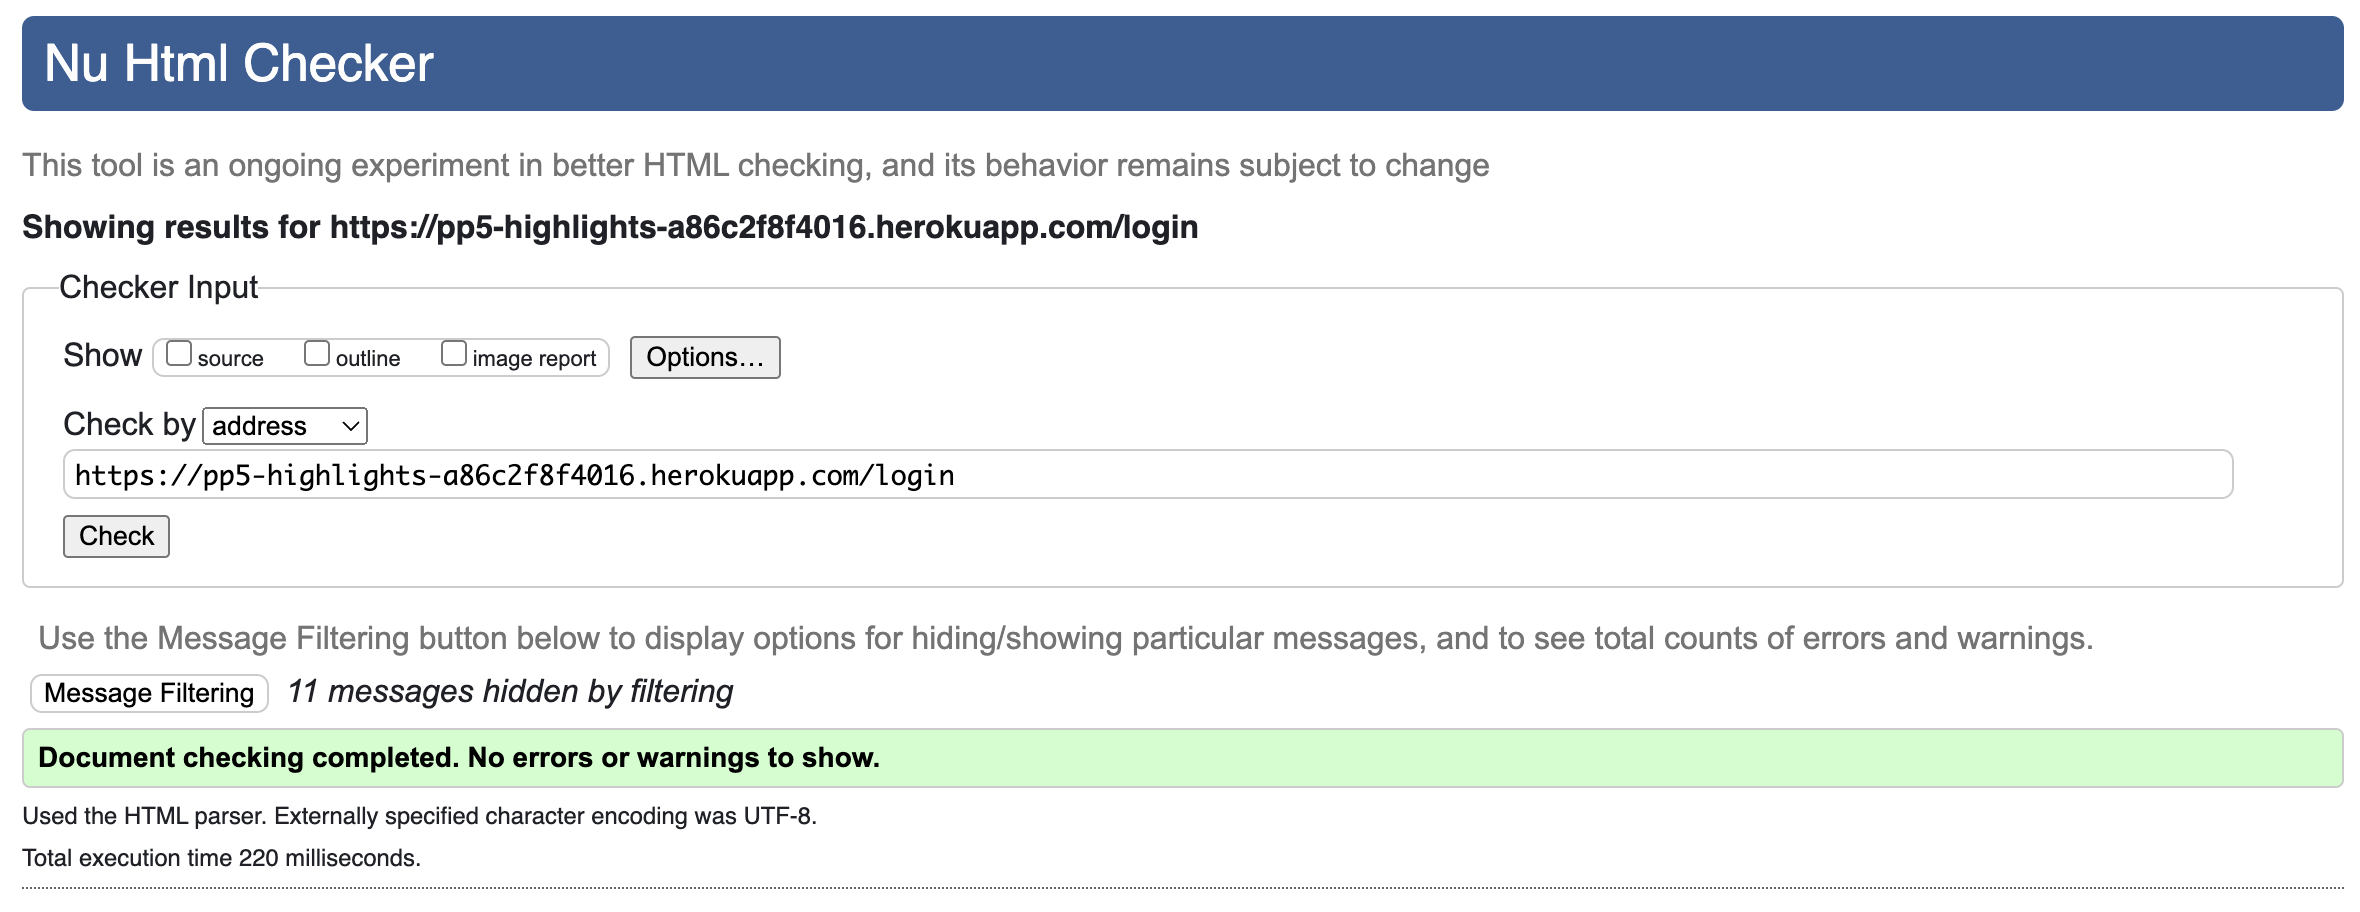 Nu Html Checker
This tool is an ongoing experiment in better HTML checking, and its behavior remains subject to change
Showing results for https://pp5-highlights-a86c2f8f4016.herokuapp.com/login
Checker Input
Show source outline image report Options...
Check by address
https://pp5-highlights-a86c2f8f4016.herokuapp.com/login
Check
Use the Message Filtering button below to display options for hiding/showing particular messages, and to see total counts of errors and warnings.
Message Filtering 11 messages hidden by filtering
Document checking completed. No errors or warnings to show.
Used the HTML parser. Externally specified character encoding was UTF-8.
Total execution time 220 milliseconds.